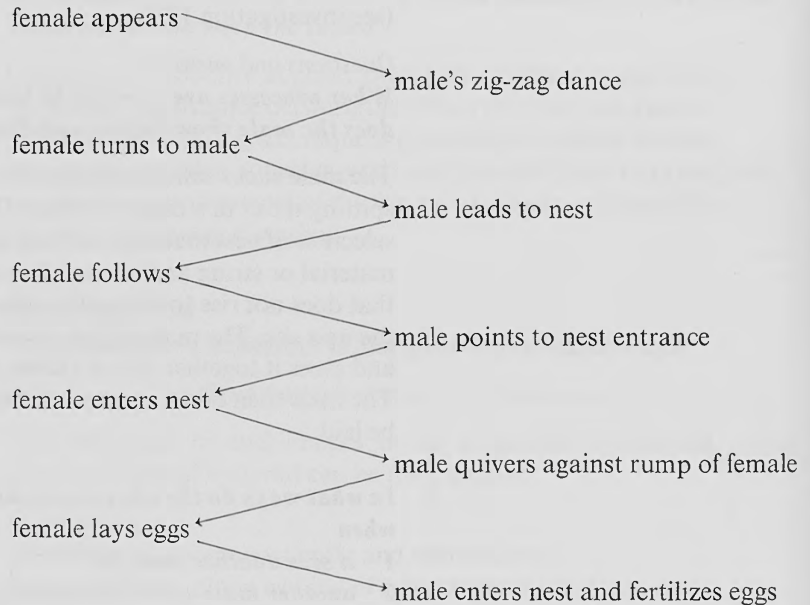 female appears
male's zig-zag dance
female turns to male
male leads to nest
female follows
male points to nest entrance
female enters nest
male quivers against rump of female
female lays eggs
male enters nest and fertilizes eggs